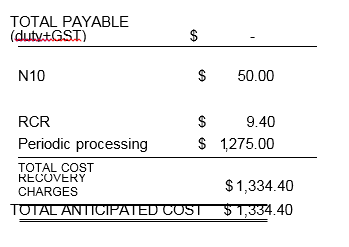 TOTAL PAYABLE
(duty+GST) $ -
N10 $ 50.00
RCR $ 9.40
Periodic processing $ 1,275.00
TOTAL COST
RECOVERY
CHARGES $1,334.40
TOTAL ANTICIPATED COST $1,334.40